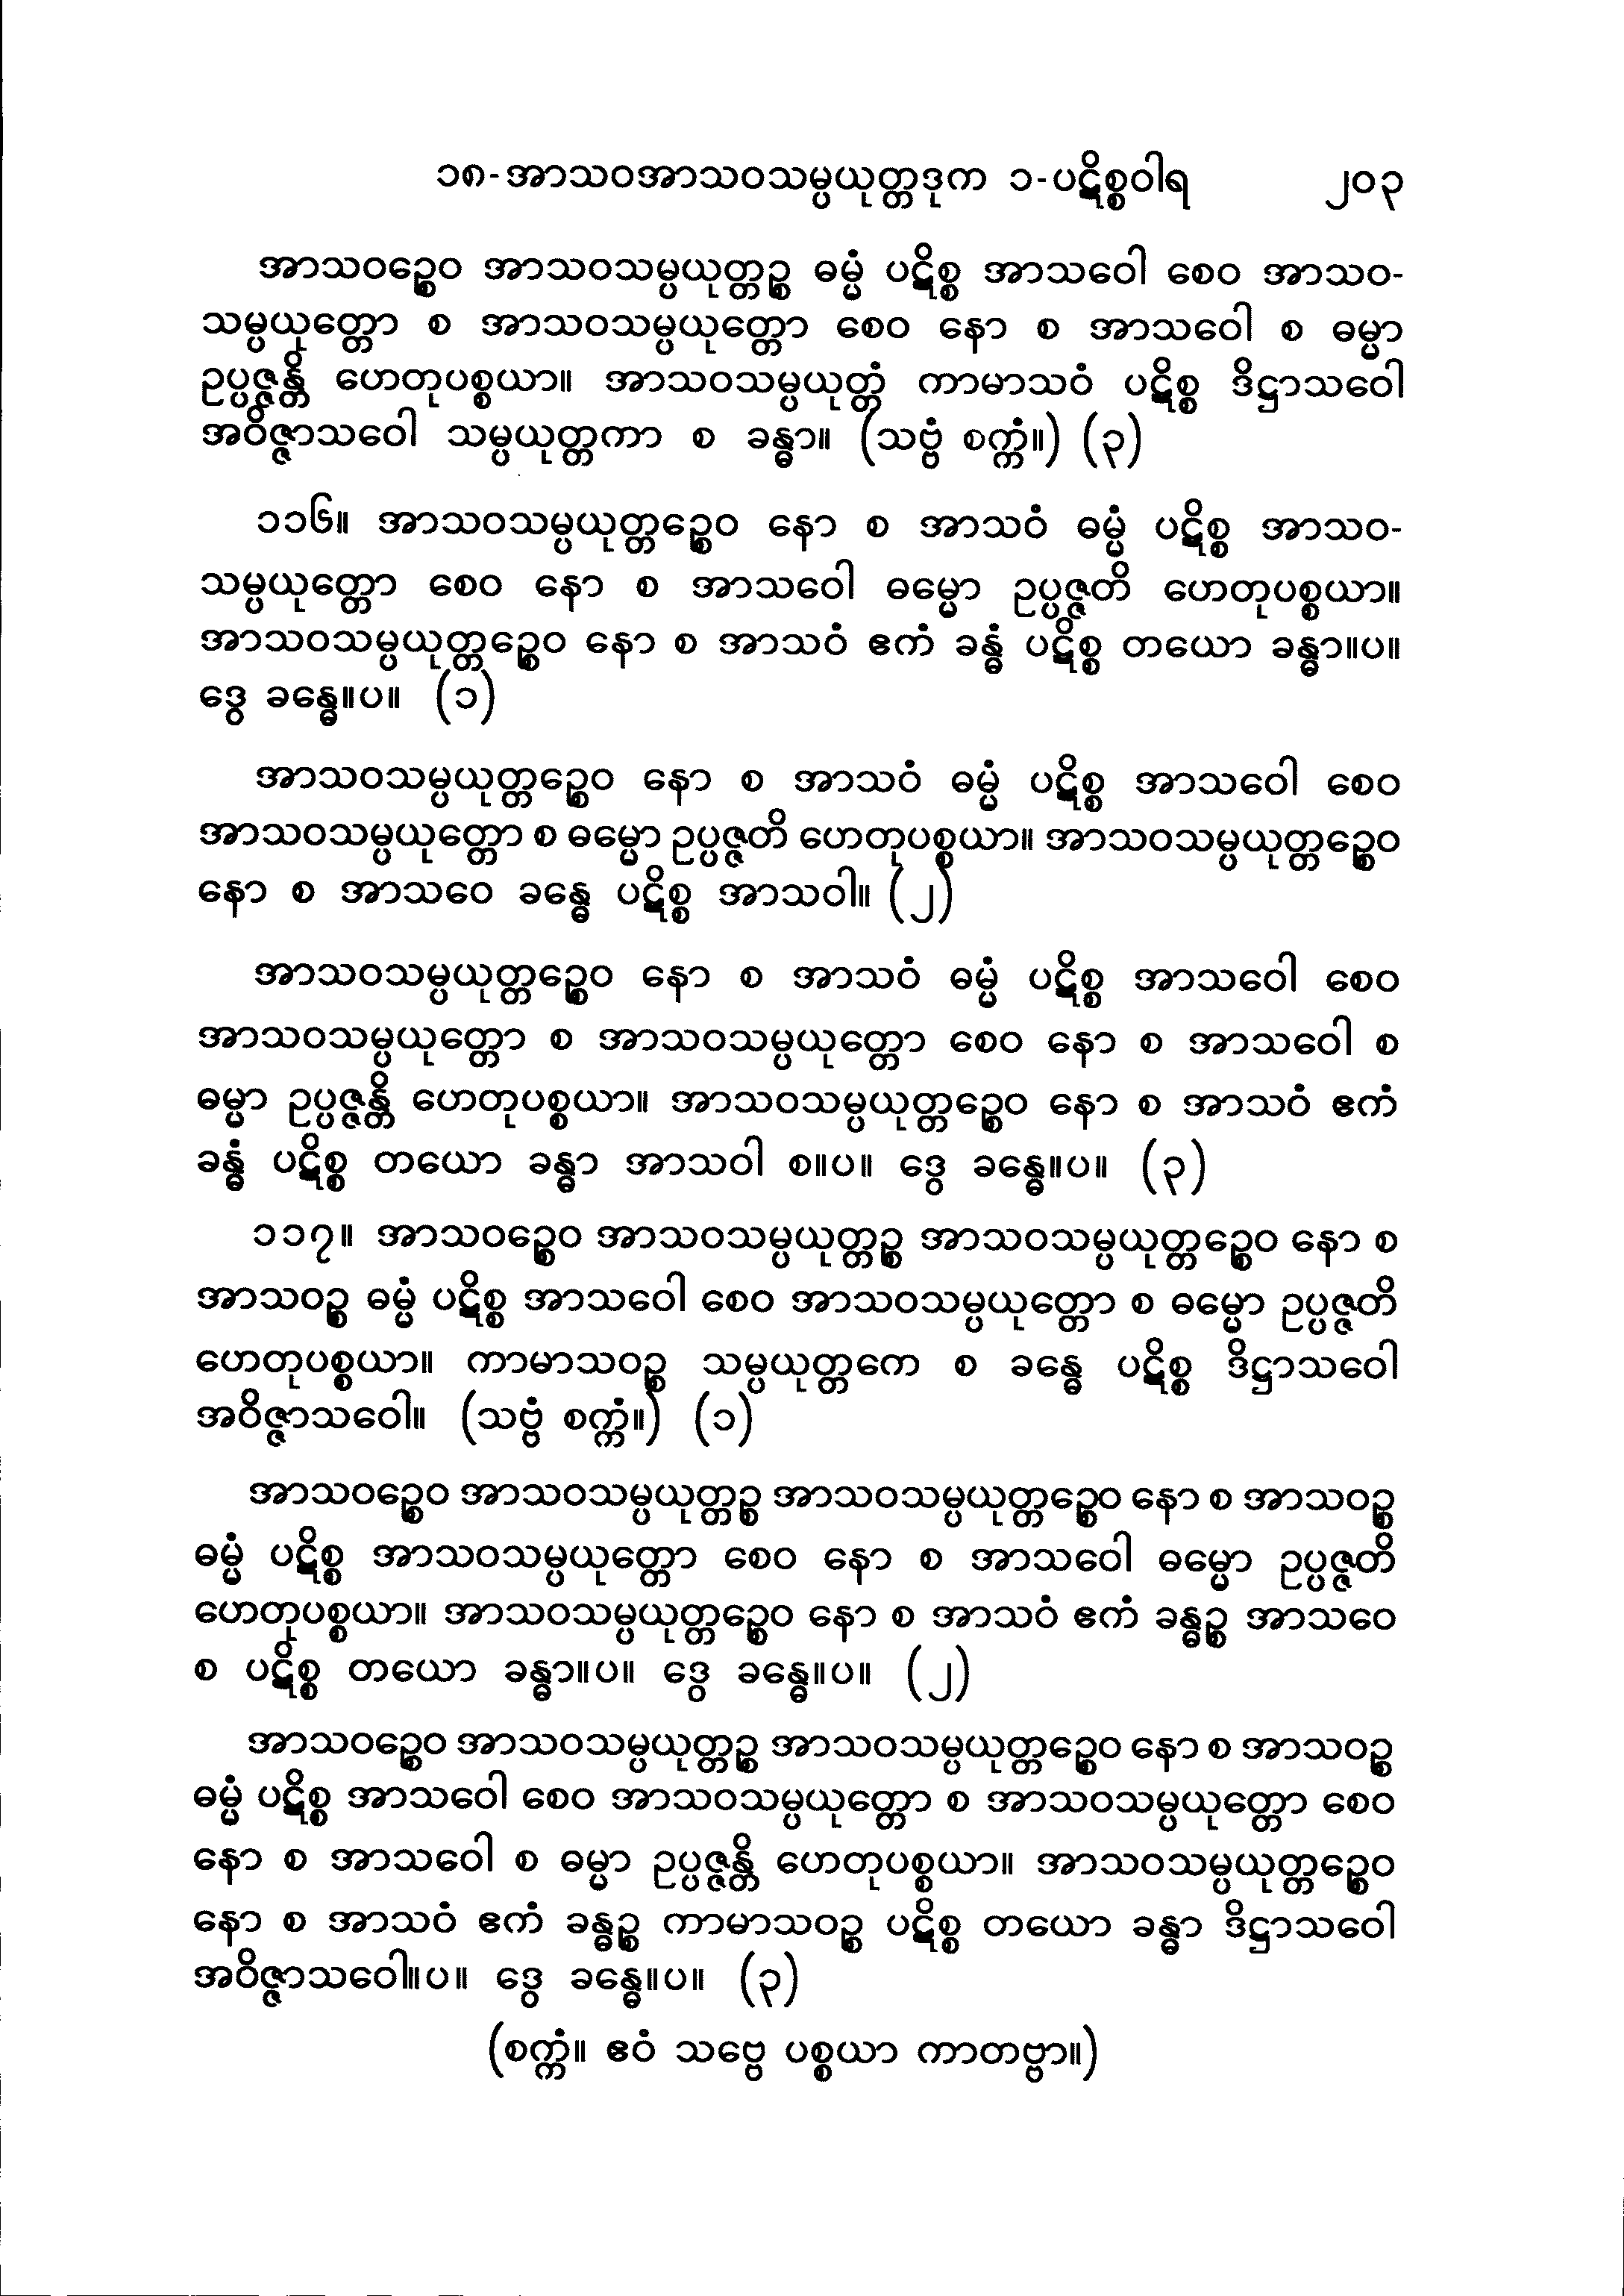 ၁၈-အာသဝအာသဝသမ္ပယုတ္တဒုက ၁-ပဋိစ္စဝါရ ၂၀၃
အာသဝဉ္စေဝ အာသဝသမ္ပယုတ္တဉ္စ ဓမ္မံ ပဋိစ္စ အာသဝေါ စေဝ အာသဝ-
သမ္ပယုတ္တော စ အာသဝသမ္ပယုတ္တော စေဝ နော စ အာသဝေါ စ ဓမ္မာ
ဥပ္ပဇ္ဇန္တိ ဟေတုပစ္စယာ။ အာသဝသမ္ပယုတ္တံ ကာမာသဝံ ပဋိစ္စ ဒိဋ္ဌာသဝေါ
အဝိဇ္ဇာသဝေါ သမ္ပယုတ္တကာ စ ခန္ဓာ။ (သဗ္ဗံ စက္ကံ။) (၃)
၁၁၆။ အာသဝသမ္ပယုတ္တဉ္စေဝ နော စ အာသဝံ ဓမ္မံ ပဋိစ္စ အာသဝ-
သမ္ပယုတ္တော စေဝ နော စ အာသဝေါ ဓမ္မော ဥပ္ပဇ္ဇတိ ဟေတုပစ္စယာ။
အာသဝသမ္ပယုတ္တဉ္စေဝ နော စ အာသဝံ ဧကံ ခန္ဓံ ပဋိစ္စ တယော ခန္ဓာ။ပ။
ဒွေ ခန္ဓေ။ပ။ (၁)
အာသဝသမ္ပယုတ္တဉ္စေဝ နော စ အာသဝံ ဓမ္မံ ပဋိစ္စ အာသဝေါ စေဝ
အာသဝသမ္ပယုတ္တော စ ဓမ္မော ဥပ္ပဇ္ဇတိ ဟေတုပစ္စယာ။ အာသဝသမ္ပယုတ္တဉ္စေဝ
နော စ အာသဝေ ခန္ဓေ ပဋိစ္စ အာသဝါ။ (၂)
အာသဝသမ္ပယုတ္တဉ္စေဝ နော စ အာသဝံ ဓမ္မံ ပဋိစ္စ အာသဝေါ စေဝ
အာသဝသမ္ပယုတ္တော စ အာသဝသမ္ပယုတ္တော စေဝ နော စ အာသဝေါ စ
ဓမ္မာ ဥပ္ပဇ္ဇန္တိ ဟေတုပစ္စယာ။ အာသဝသမ္ပယုတ္တဉ္စေဝ နော စ အာသဝံ ဧကံ
ခန္ဓံ ပဋိစ္စ တယော ခန္ဓာ အာသဝါ စ။ပ။ ဒွေ ခန္ဓေ။ပ။ (၃)
၁၁၇။ အာသဝဉ္စေဝ အာသဝသမ္ပယုတ္တဉ္စ အာသဝသမ္ပယုတ္တဉ္စေဝ နော စ
အာသဝဉ္စ ဓမ္မံ ပဋိစ္စ အာသဝေါ စေဝ အာသဝသမ္ပယုတ္တော စ ဓမ္မော ဥပ္ပဇ္ဇတိ
ဟေတုပစ္စယာ။ ကာမာသဝဉ္စ သမ္ပယုတ္တကေ စ ခန္ဓေ ပဋိစ္စ ဒိဋ္ဌာသဝေါ
အဝိဇ္ဇာသဝေါ။ (သဗ္ဗံ စက္ကံ။) (၁)
အာသဝဉ္စေဝ အာသဝသမ္ပယုတ္တဉ္စ အာသဝသမ္ပယုတ္တဉ္စေဝ နော စ အာသဝဉ္စ
ဓမ္မံ ပဋိစ္စ အာသဝသမ္ပယုတ္တော စေဝ နော စ အာသဝေါ ဓမ္မော ဥပ္ပဇ္ဇတိ
ဟေတုပစ္စယာ။ အာသဝသမ္ပယုတ္တဉ္စေဝ နော စ အာသဝံ ဧကံ ခန္ဓဉ္စ အာသဝေ
စ ပဋိစ္စ တယော ခန္ဓာ။ပ။ ဒွေ ခန္ဓေ။ပ။ (၂)
အာသဝဉ္စေဝ အာသဝသမ္ပယုတ္တဉ္စ အာသဝသမ္ပယုတ္တဉ္စေဝ နော စ အာသဝဉ္စ
ဓမ္မံ ပဋိစ္စ အာသဝေါ စေဝ အာသဝသမ္ပယုတ္တော စ အာသဝသမ္ပယုတ္တော စေဝ
နော စ အာသဝေါ စ ဓမ္မာ ဥပ္ပဇ္ဇန္တိ ဟေတုပစ္စယာ။ အာသဝသမ္ပယုတ္တဉ္စေဝ
နော စ အာသဝံ ဧကံ ခန္ဓဉ္စ ကာမာသဝဉ္စ ပဋိစ္စ တယော ခန္ဓာ ဒိဋ္ဌာသဝေါ
အဝိဇ္ဇာသဝေါ။ပ။ ဒွေ ခန္ဓေ။ပ။ (၃)
(စက္ကံ။ ဧဝံ သဗ္ဗေ ပစ္စယာ ကာတဗ္ဗာ။)